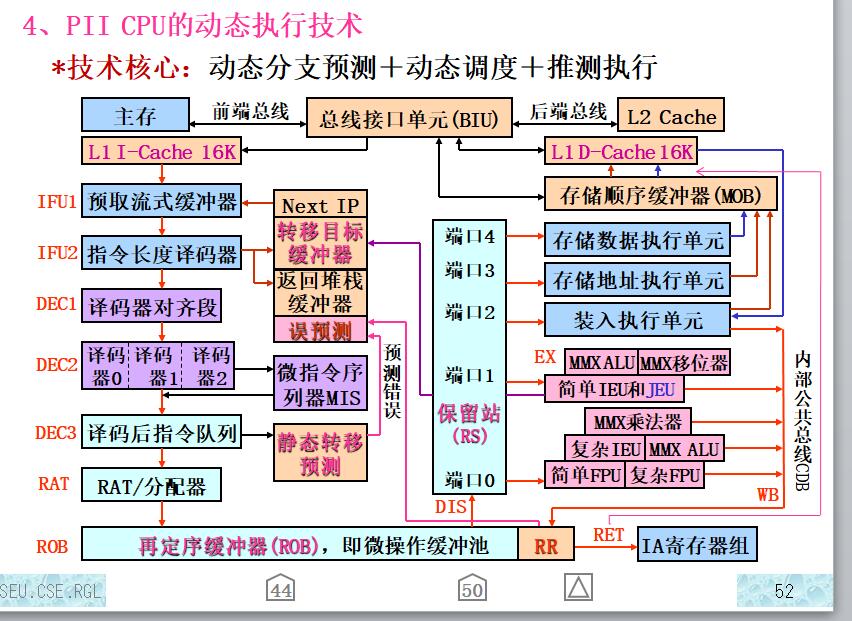 4、PII CPU的动态执行技术
*技术核心：动态分支预测＋动态调度＋推测执行
主存
前端总线
总线接口单元(BIU)
后端总线
L2 Cache
L1 I-Cache 16K
L1 D-Cache 16K
IFU1
预取流式缓冲器
Next IP
存储顺序缓冲器(MOB)
转移目标
缓冲器
IFU2
指令长度译码器
端口4
存储数据执行单元
返回堆栈
缓冲器
端口3
存储地址执行单元
DEC1
译码器对齐段
端口2
装入执行单元
误预测
DEC2
译码
器0
译码
器1
译码
器2
微指令序
列器MIS
预测错误
EX
MMX ALU
MMX移位器
端口1
简单IEU和JEU
内部公共总线CDB
保留站
(RS)
MMX乘法器
DEC3
译码后指令队列
静态转移
预测
复杂IEU
MMX ALU
RAT
RAT/分配器
端口0
简单FPU
复杂FPU
DIS
WB
ROB
再定序缓冲器(ROB)，即微操作缓冲池
RR
RET
IA寄存器组
SEU.CSE.RGL
44
50
52